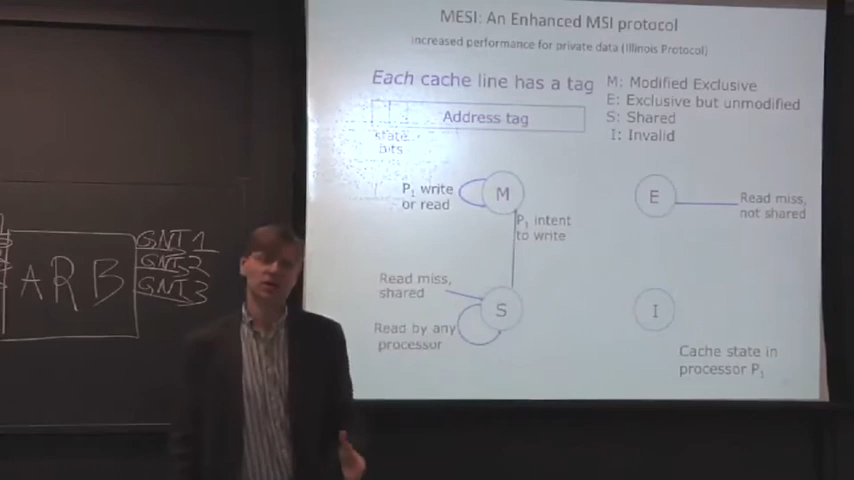 MESI: An Enhanced MSI protocol
increased performance for private data (Illinois Protocol)
Each cache line has a tag
M: Modified Exclusive
E: Exclusive but unmodified
S: Shared
I: Invalid
Address tag
state
bits
P1 write
or read
M
P1 intent
to write
E
Read miss,
not shared
Read miss,
shared
S
Read by any
processor
I
Cache state in
processor P1
ARB
GNT 1
GNT 2
GNT 3